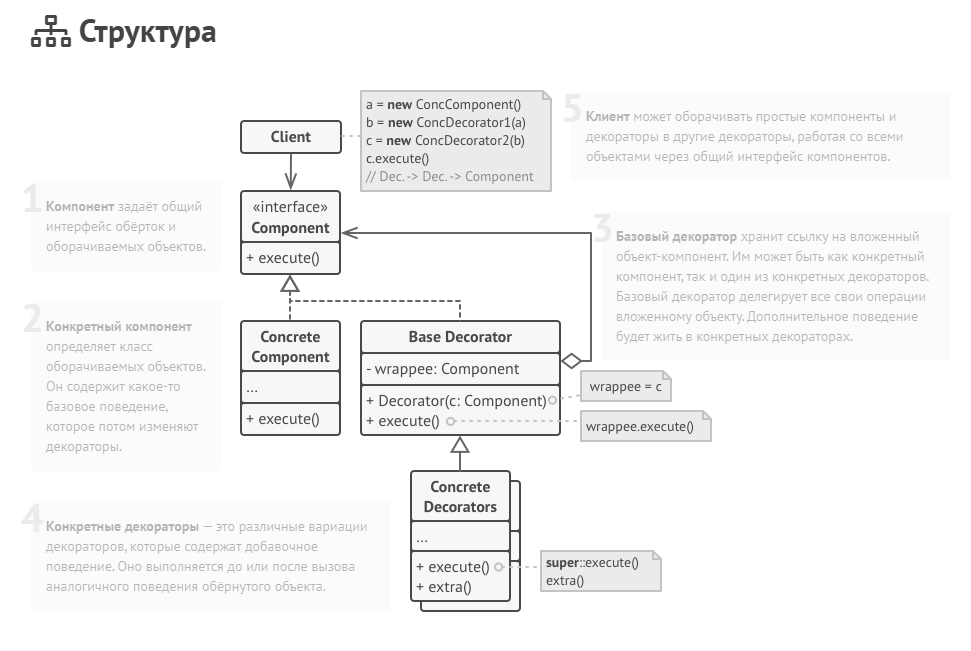 Структура
a = new ConcComponent()
b = new ConcDecorator1(a)
c = new ConcDecorator2(b)
c.execute()
// Dec. -> Dec. -> Component
5
Клиент может оборачивать простые компоненты и
декораторы в другие декораторы, работая со всеми
объектами через общий интерфейс компонентов.
Client
1
Компонент задаёт общий
интерфейс обёрток и
оборачиваемых объектов.
«interface»
Component
+ execute()
3
Базовый декоратор хранит ссылку на вложенный
объект-компонент. Им может быть как конкретный
компонент, так и один из конкретных декораторов.
Базовый декоратор делегирует все свои операции
вложенному объекту. Дополнительное поведение
будет жить в конкретных декораторах.
2
Конкретный компонент
определяет класс
оборачиваемых объектов.
Он содержит какое-то
базовое поведение,
которое потом изменяют
декораторы.
Concrete
Component
...
+ execute()
Base Decorator
- wrappee: Component
+ Decorator(c: Component)
+ execute()
wrappee = c
wrappee.execute()
4
Конкретные декораторы — это различные вариации
декораторов, которые содержат добавочное
поведение. Оно выполняется до или после вызова
аналогичного поведения обёрнутого объекта.
Concrete
Decorators
...
+ execute()
+ extra()
super::execute()
extra()